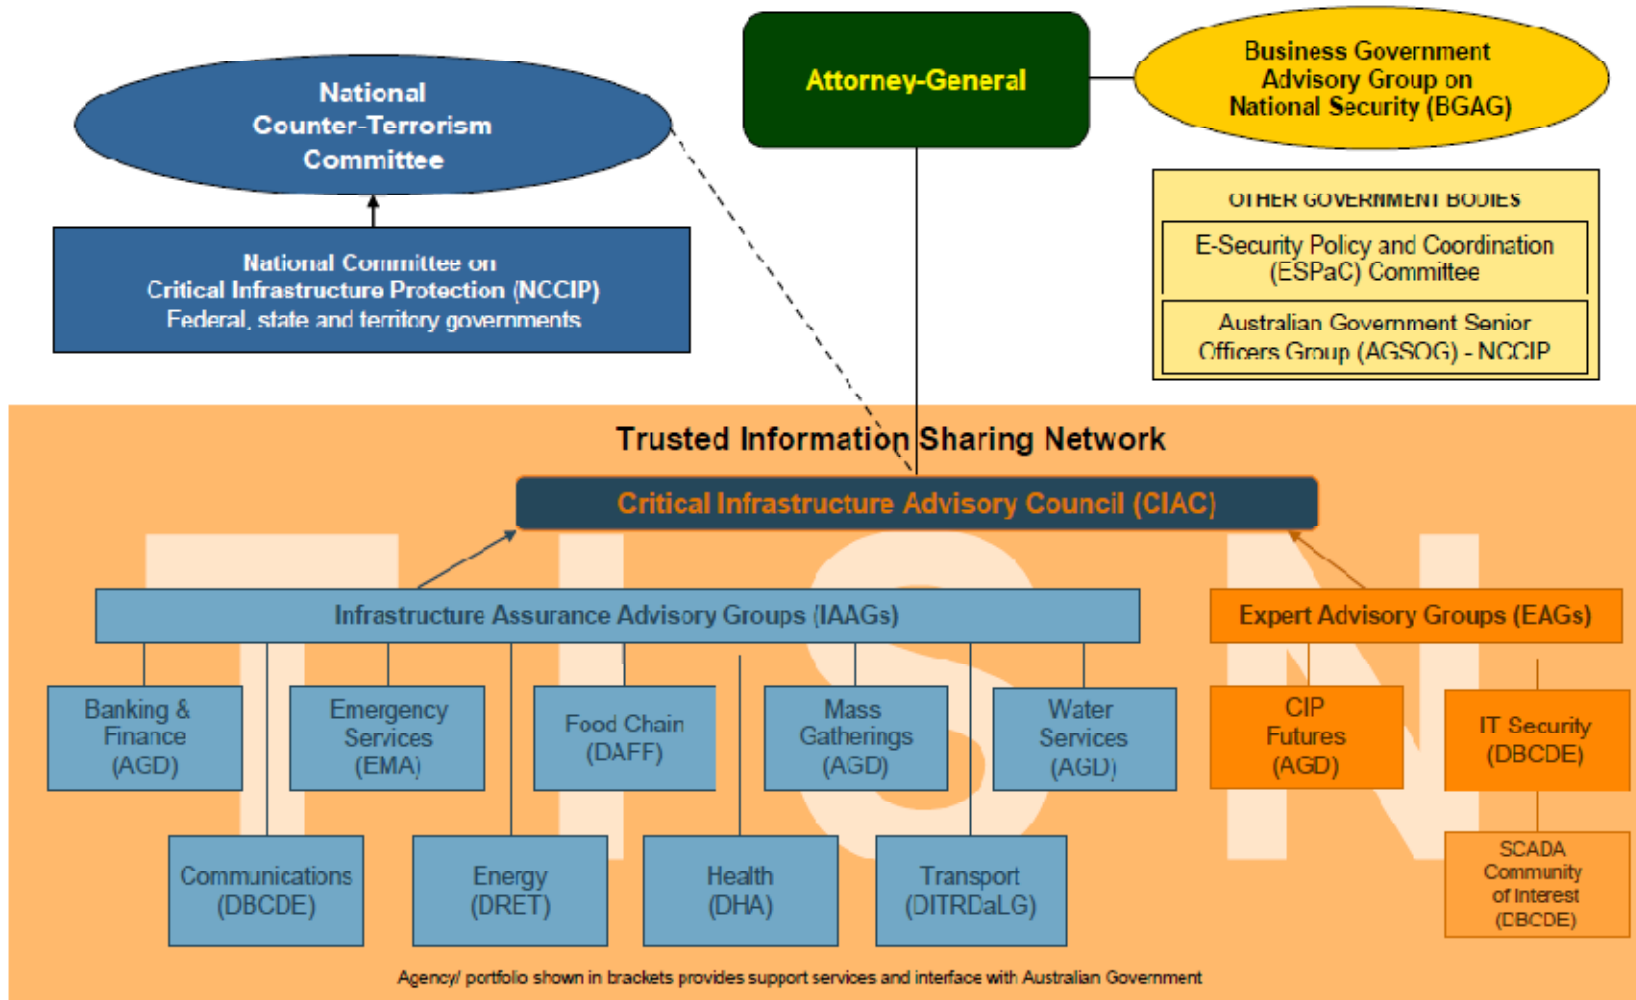 National
Counter-Terrorism
Committee
Attorney-General
Business Government
Advisory Group on
National Security (BGAG)
OTHER GOVERNMENT BODIES
E-Security Policy and Coordination
(ESPaC) Committee
Australian Government Senior
Officers Group (AGSOG) - NCCIP
National Committee on
Critical Infrastructure Protection (NCCIP)
Federal, state and territory governments
Trusted Information Sharing Network
Critical Infrastructure Advisory Council (CIAC)
TISN
Infrastructure Assurance Advisory Groups (IAAGs)
Expert Advisory Groups (EAGs)
Banking &
Finance
(AGD)
Emergency
Services
(EMA)
Food Chain
(DAFF)
Mass
Gatherings
(AGD)
Water
Services
(AGD)
CIP
Futures
(AGD)
IT Security
(DBCDE)
Communications
(DBCDE)
Energy
(DRET)
Health
(DHA)
Transport
(DITRDaLG)
SCADA
Community
of Interest
(DBCDE)
Agency/ portfolio shown in brackets provides support services and interface with Australian Government